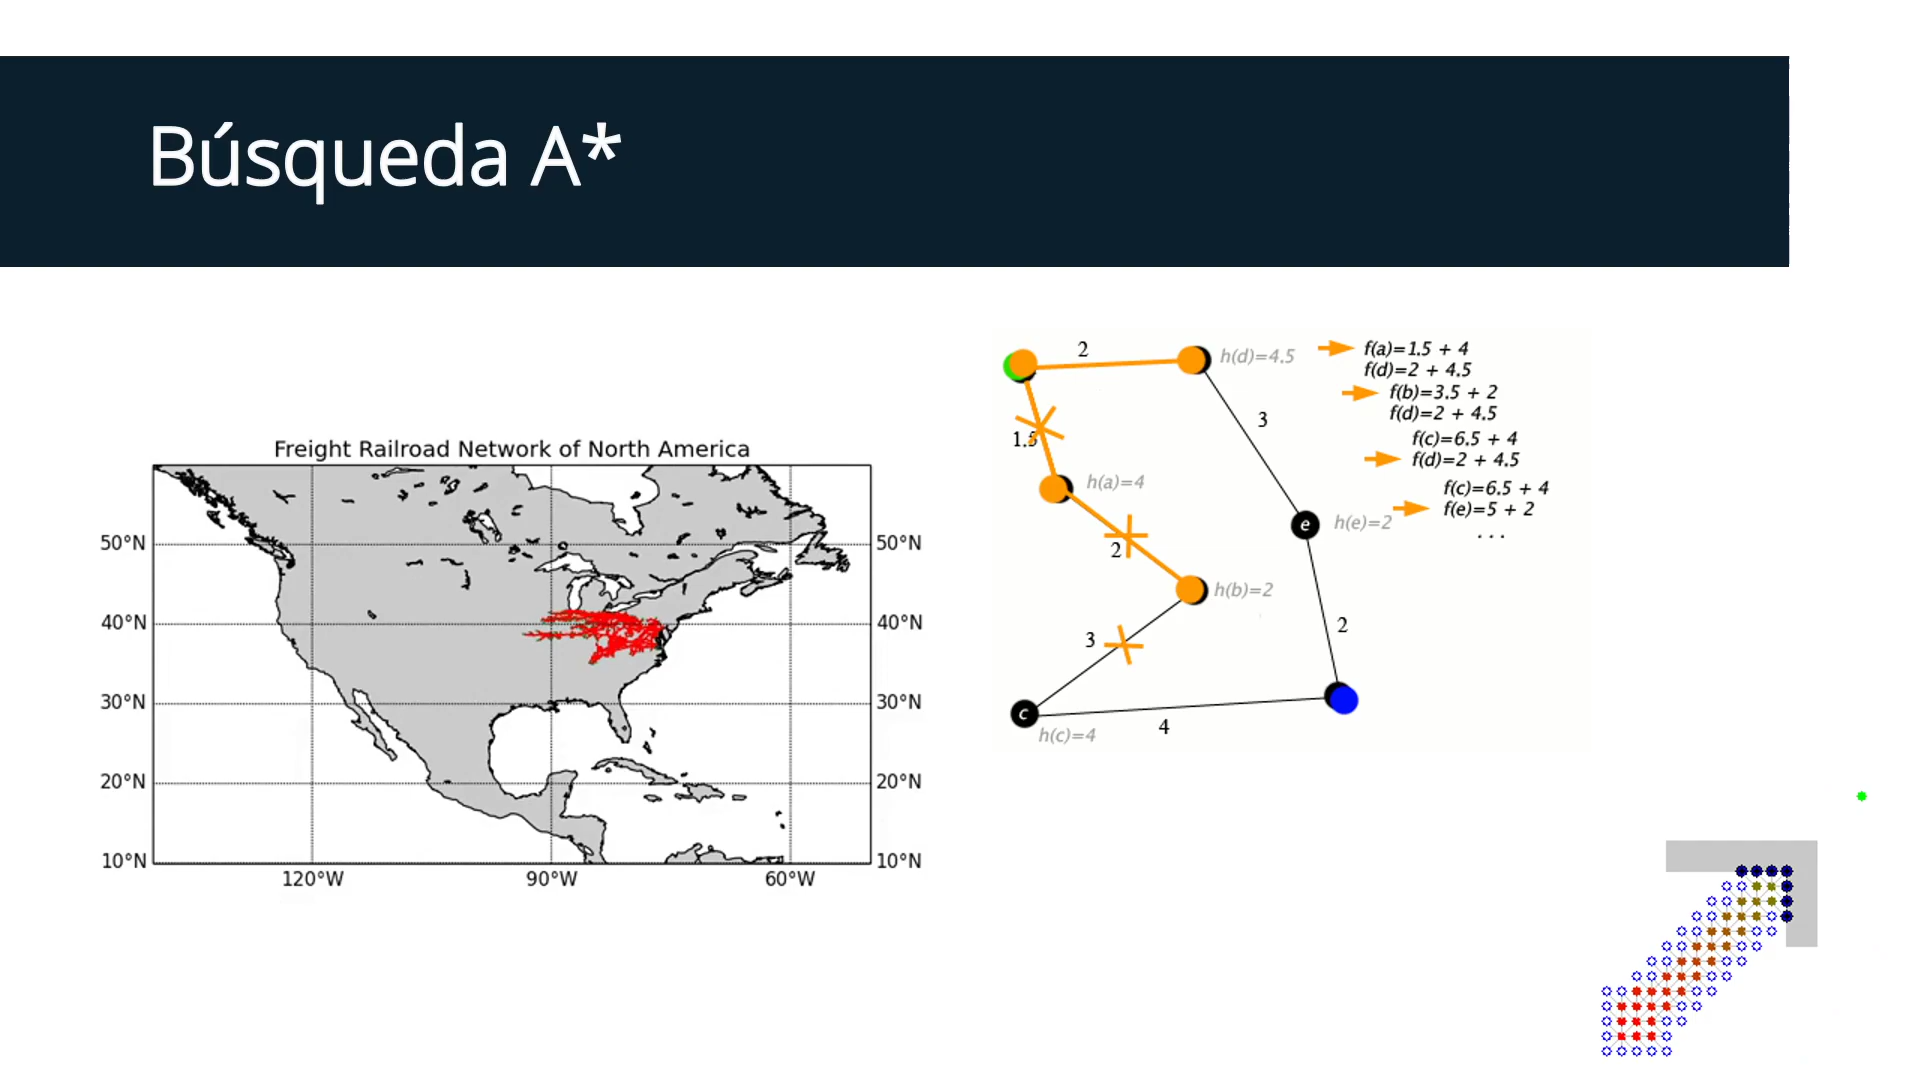 Búsqueda A*
Freight Railroad Network of North America
50°N 50°N
40°N 40°N
30°N 30°N
20°N 20°N
10°N 10°N
120°W 90°W 60°W
2
h(d)=4.5
1.5
h(a)=4
3
2
h(e)=2
e
h(b)=2
3
2
c
h(c)=4
4
f(a)=1.5 + 4
f(d)=2 + 4.5
f(b)=3.5 + 2
f(d)=2 + 4.5
f(c)=6.5 + 4
f(d)=2 + 4.5
f(c)=6.5 + 4
f(e)=5 + 2
...